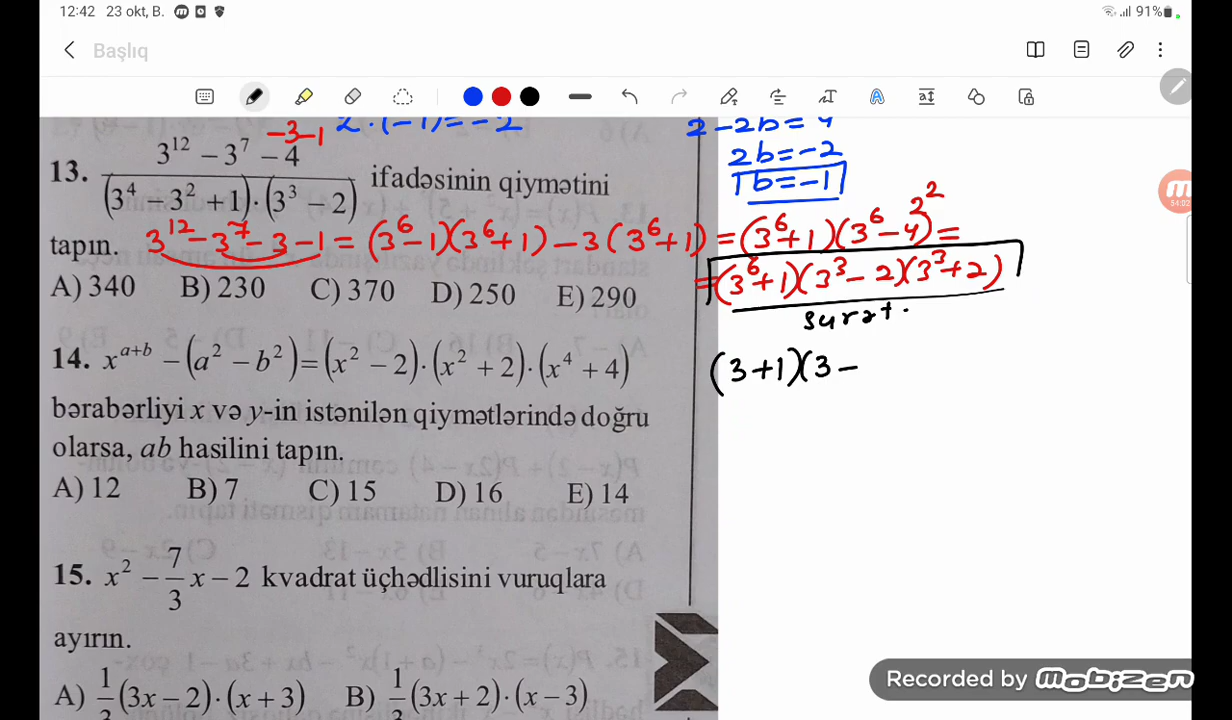 12:42 23 okt, B. 91%
Başlıq
2·(−1)=−2
2−2b=4
2b=−2
b=−1
−3−1
13. (3^12 − 3^7 − 4) / ((3^4 − 3^2 + 1)·(3^3 − 2)) ifadəsinin qiymətini
tapın.
3^12−3^7−3−1=(3^6−1)(3^6+1)−3(3^6+1)=(3^6+1)(3^6−4)=
2^2
=(3^6+1)(3^3−2)(3^3+2)
surət.
A) 340 B) 230 C) 370 D) 250 E) 290
(3+1)(3−
14. x^(a+b) − (a^2 − b^2) = (x^2 − 2)·(x^2 + 2)·(x^4 + 4)
bərabərliyi x və y-in istənilən qiymətlərində doğru
olarsa, ab hasilini tapın.
A) 12 B) 7 C) 15 D) 16 E) 14
15. x^2 − 7/3 x − 2 kvadrat üçhədlisini vuruqlara
ayırın.
A) 1/3 (3x − 2)·(x + 3) B) 1/3 (3x + 2)·(x − 3)
Recorded by mobizen